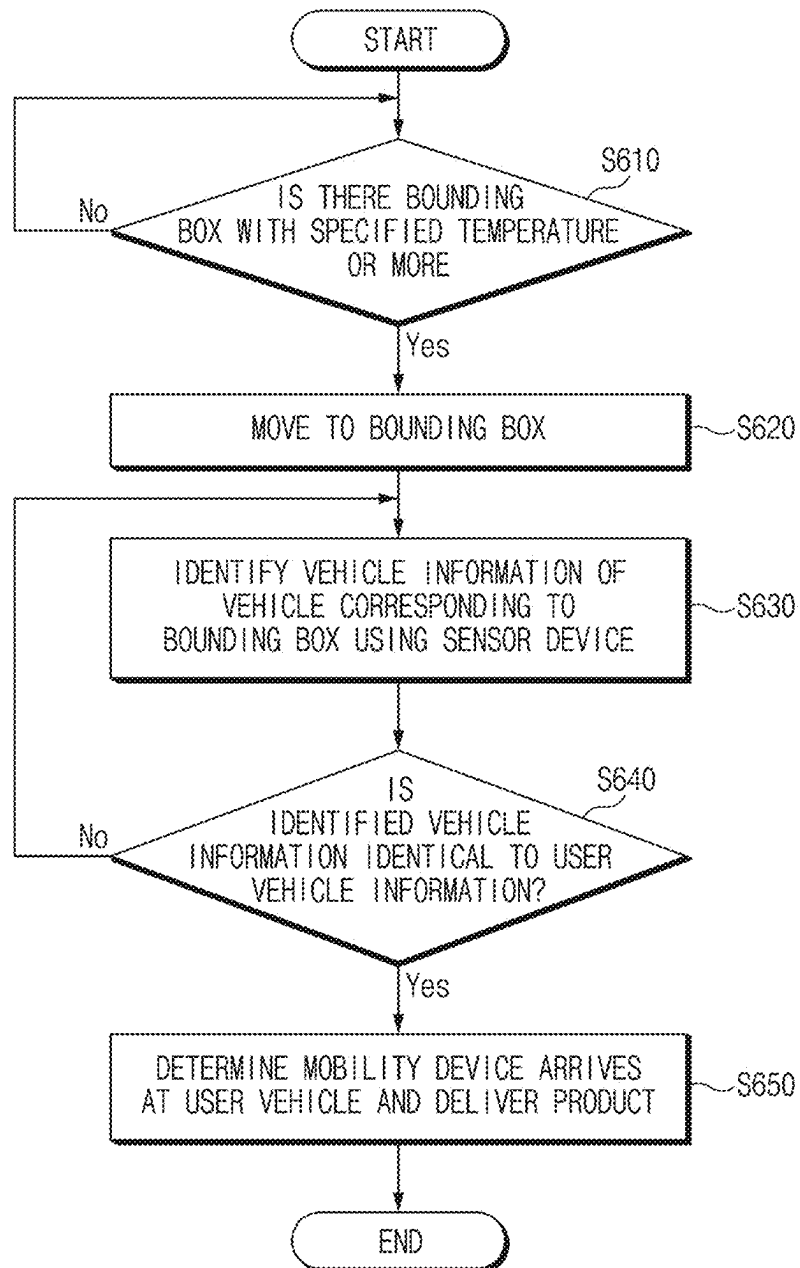 START
S610
IS THERE BOUNDING
BOX WITH SPECIFIED TEMPERATURE
OR MORE
No
Yes
MOVE TO BOUNDING BOX
S620
IDENTIFY VEHICLE INFORMATION OF
VEHICLE CORRESPONDING TO
BOUNDING BOX USING SENSOR DEVICE
S630
S640
IS
IDENTIFIED VEHICLE
INFORMATION IDENTICAL TO USER
VEHICLE INFORMATION?
No
Yes
DETERMINE MOBILITY DEVICE ARRIVES
AT USER VEHICLE AND DELIVER PRODUCT
S650
END